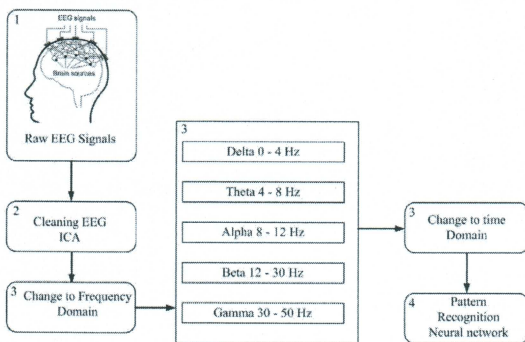 1
EEG signals
Brain sources
Raw EEG Signals
2
Cleaning EEG
ICA
3
Change to Frequency
Domain
3
Delta 0 - 4 Hz
Theta 4 - 8 Hz
Alpha 8 - 12 Hz
Beta 12 - 30 Hz
Gamma 30 - 50 Hz
3
Change to time
Domain
4
Pattern
Recognition
Neural network